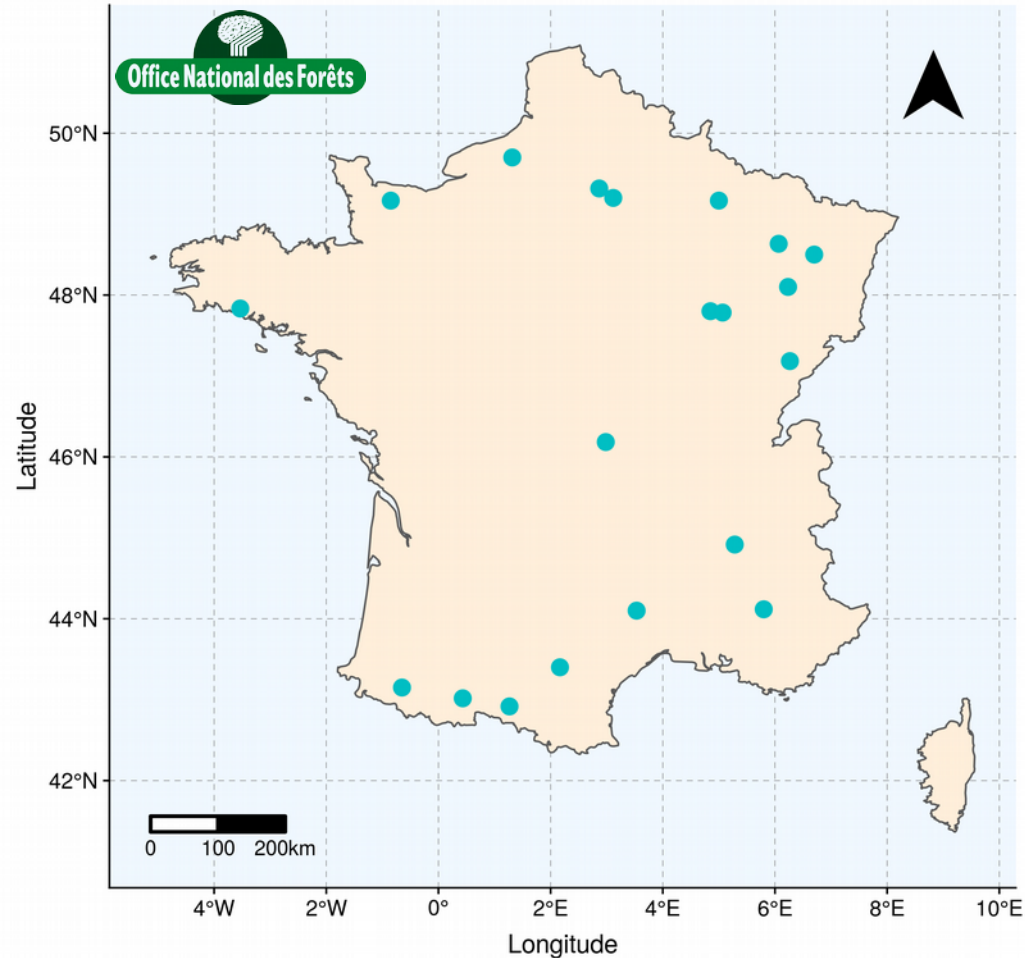 Office National des Forêts
50°N
48°N
46°N
44°N
42°N
Latitude
0 100 200km
4°W 2°W 0° 2°E 4°E 6°E 8°E 10°E
Longitude